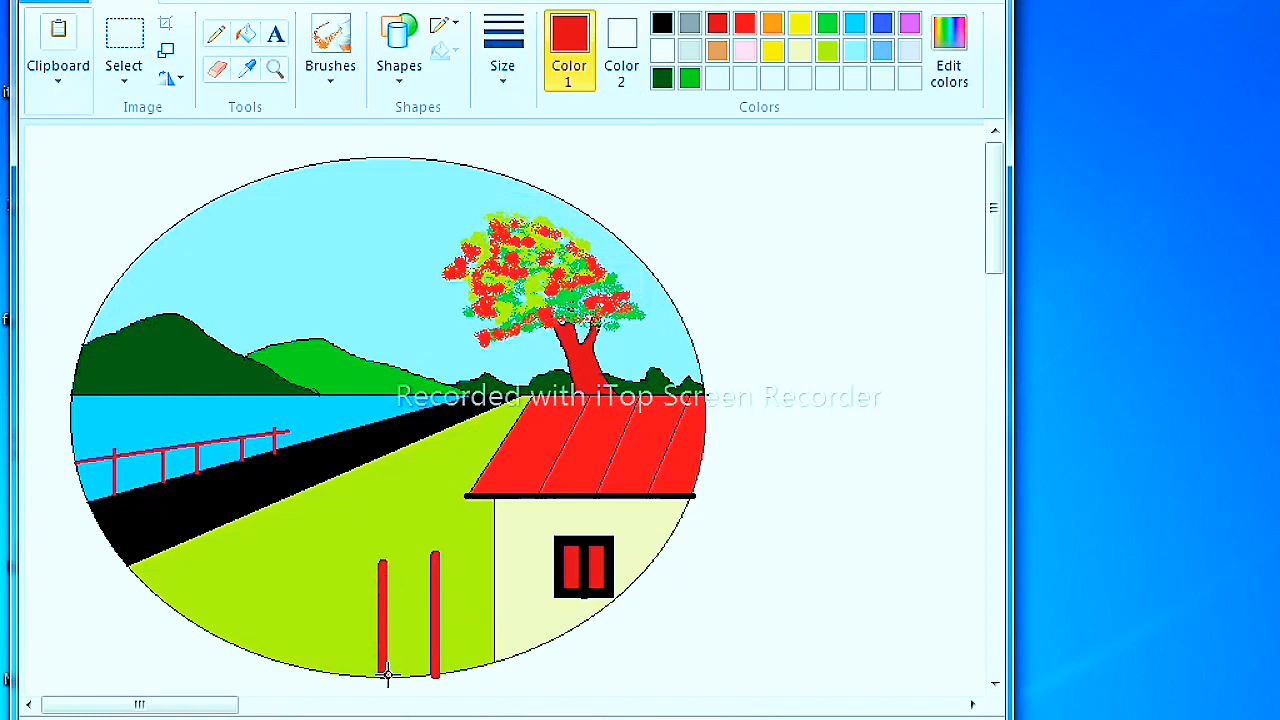 Clipboard
Select
Brushes
Shapes
Size
Color
1
Color
2
Edit
colors
A
Image
Tools
Shapes
Colors
Recorded with iTop Screen Recorder